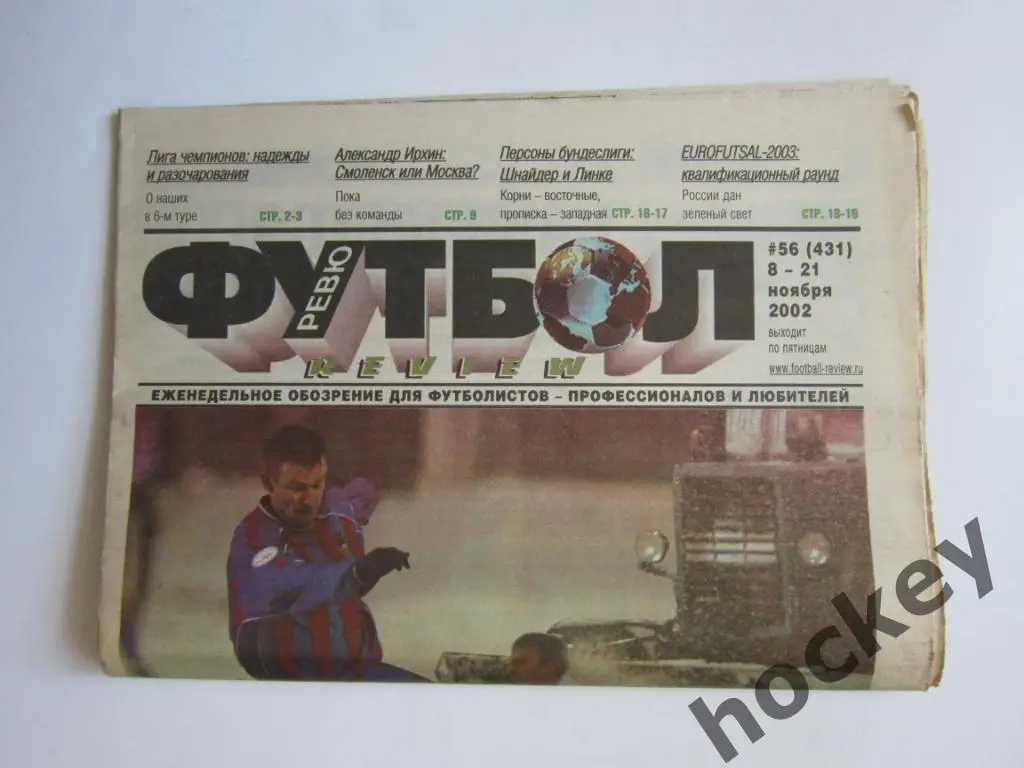 Лига чемпионов: надежды
и разочарования
О наших
в 6-м туре СТР. 2-3
Александр Ирхин:
Смоленск или Москва?
Пока
без команды СТР. 9
Персоны бундеслиги:
Шнайдер и Линке
Корни – восточные,
прописка – западная СТР. 16-17
EUROFUTSAL-2003:
квалификационный раунд
России дан
зеленый свет СТР. 18-19
ФУТБОЛ
РЕВЮ
REVIEW
#56 (431)
8 – 21
ноября
2002
выходит
по пятницам
www.football-review.ru
ЕЖЕНЕДЕЛЬНОЕ ОБОЗРЕНИЕ ДЛЯ ФУТБОЛИСТОВ – ПРОФЕССИОНАЛОВ И ЛЮБИТЕЛЕЙ
hockey